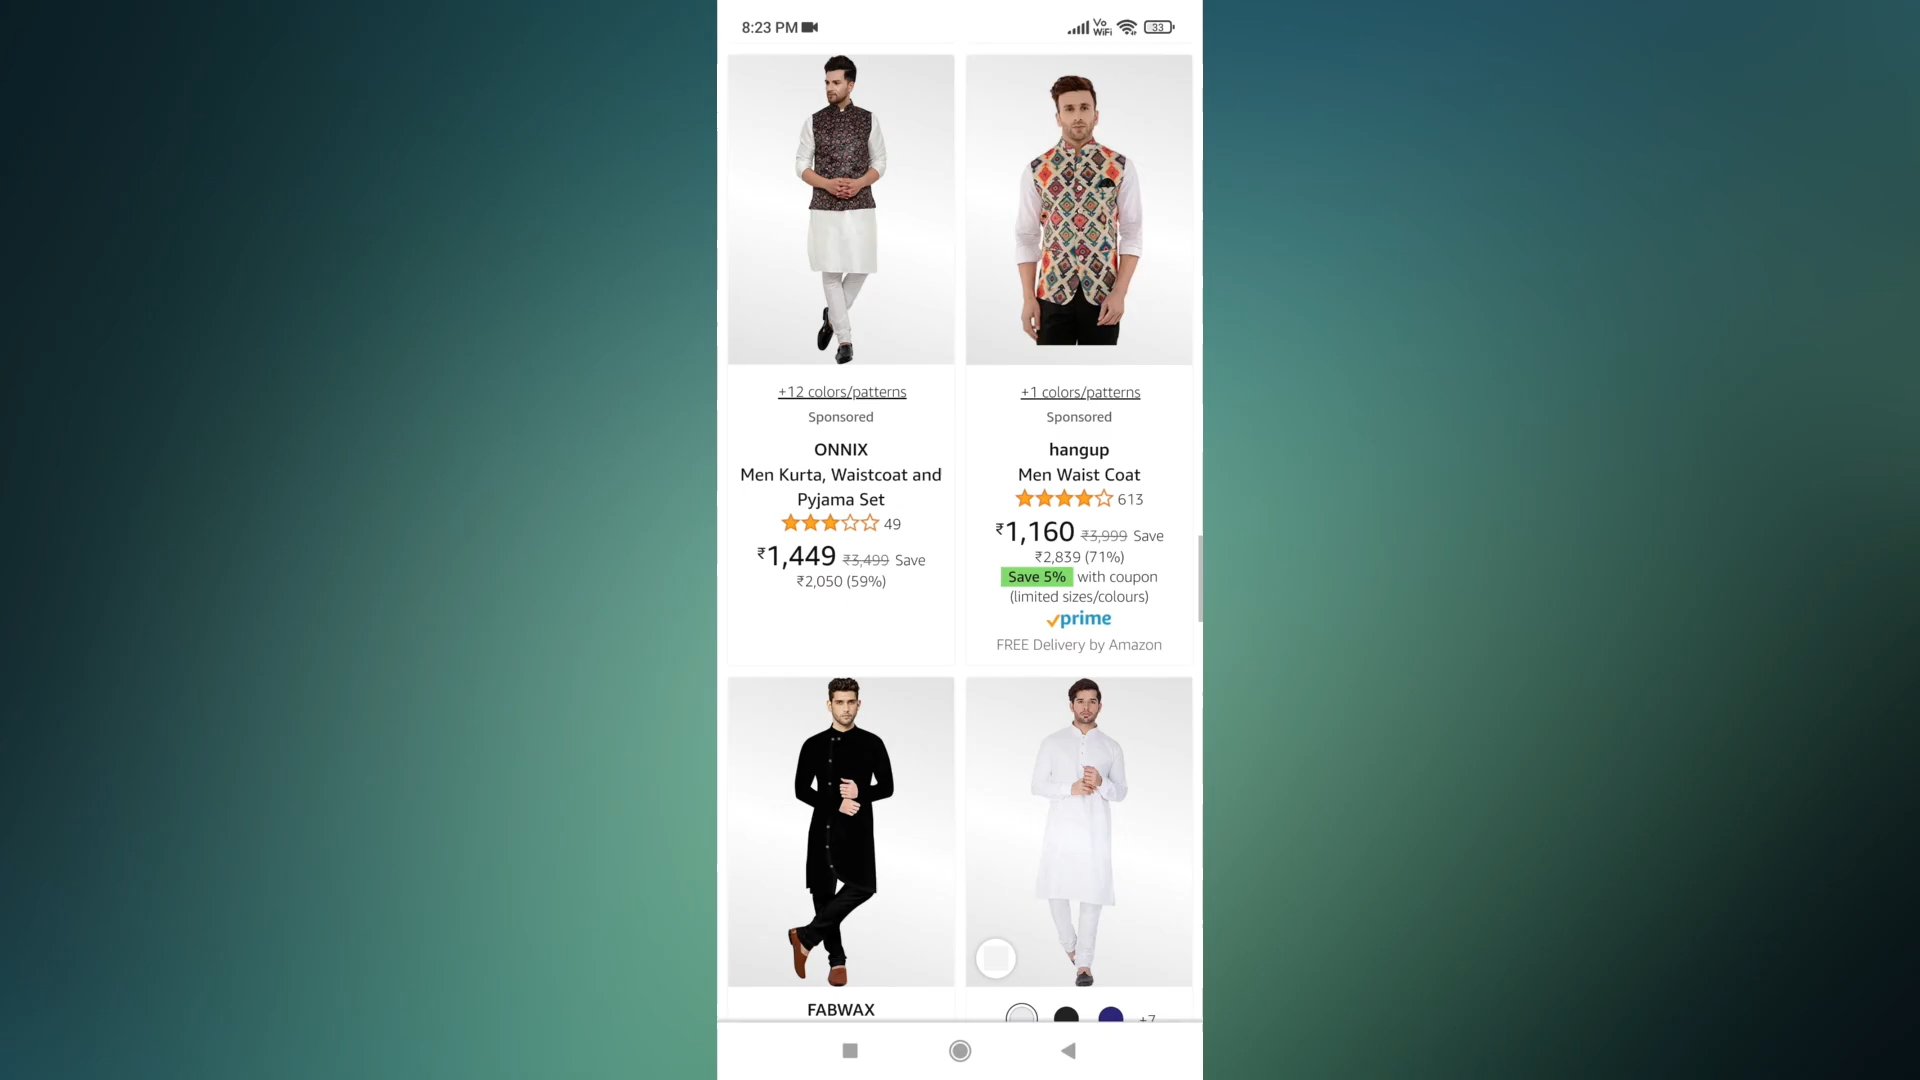 8:23 PM
Vo
WiFi
33
+12 colors/patterns
Sponsored
ONNIX
Men Kurta, Waistcoat and
Pyjama Set
49
₹1,449 ₹3,499 Save
₹2,050 (59%)
+1 colors/patterns
Sponsored
hangup
Men Waist Coat
613
₹1,160 ₹3,999 Save
₹2,839 (71%)
Save 5% with coupon
(limited sizes/colours)
prime
FREE Delivery by Amazon
FABWAX
+7